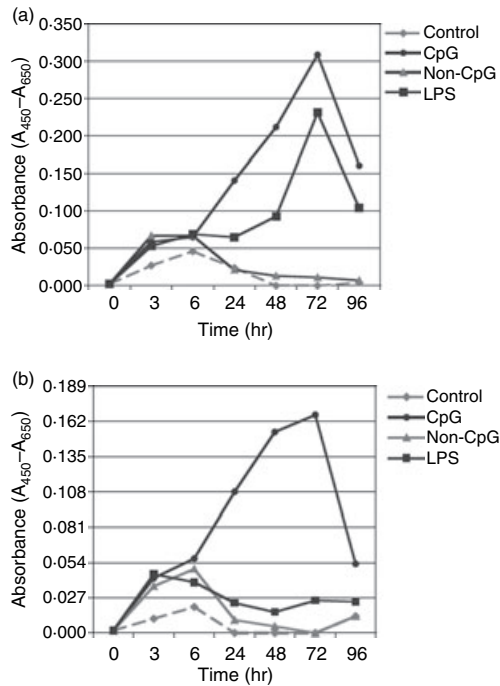 (a)
0·350
0·300
0·250
0·200
0·150
0·100
0·050
0·000
Absorbance (A450–A650)
0 3 6 24 48 72 96
Time (hr)
Control
CpG
Non-CpG
LPS
(b)
0·189
0·162
0·135
0·108
0·081
0·054
0·027
0·000
Absorbance (A450–A650)
0 3 6 24 48 72 96
Time (hr)
Control
CpG
Non-CpG
LPS